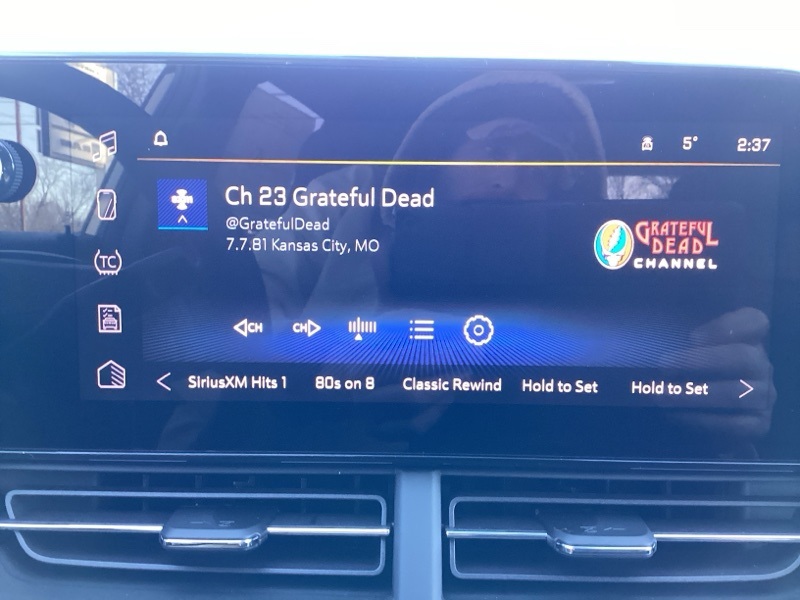 5° 2:37
Ch 23 Grateful Dead
@GratefulDead
7.7.81 Kansas City, MO
GRATEFUL
DEAD
CHANNEL
TC
CH CH
SiriusXM Hits 1 80s on 8 Classic Rewind Hold to Set Hold to Set